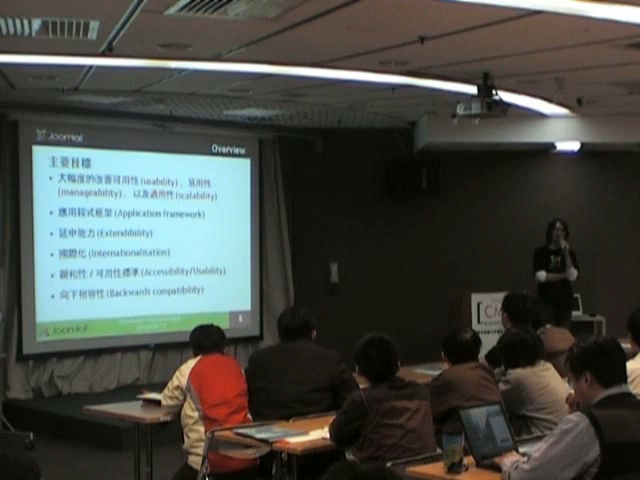 Joomla!
Overview
主要目標
• 大幅度的改善可用性 (usability) 、易用性
(manageability) 、以及適用性 (scalability)
• 應用程式框架 (Application framework)
• 延伸能力 (Extendibility)
• 國際化 (Internationalisation)
• 親和性 / 可用性標準 (Accessibility/Usability)
• 向下相容性 (Backwards compatibility)
Joomla!
[ CM